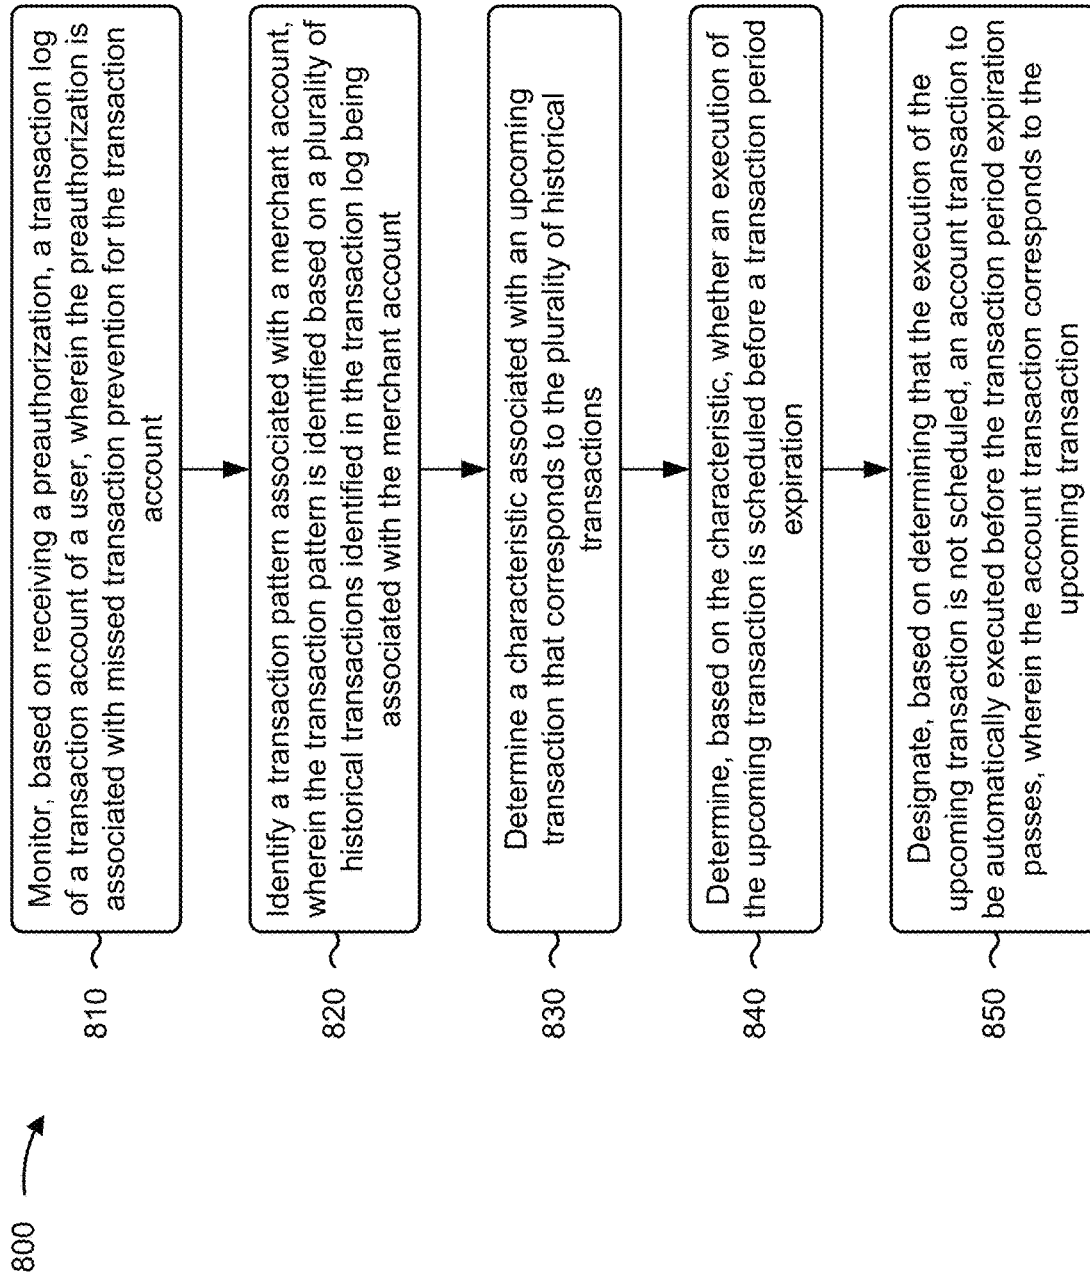 800
810
Monitor, based on receiving a preauthorization, a transaction log
of a transaction account of a user, wherein the preauthorization is
associated with missed transaction prevention for the transaction
account
820
Identify a transaction pattern associated with a merchant account,
wherein the transaction pattern is identified based on a plurality of
historical transactions identified in the transaction log being
associated with the merchant account
830
Determine a characteristic associated with an upcoming
transaction that corresponds to the plurality of historical
transactions
840
Determine, based on the characteristic, whether an execution of
the upcoming transaction is scheduled before a transaction period
expiration
850
Designate, based on determining that the execution of the
upcoming transaction is not scheduled, an account transaction to
be automatically executed before the transaction period expiration
passes, wherein the account transaction corresponds to the
upcoming transaction